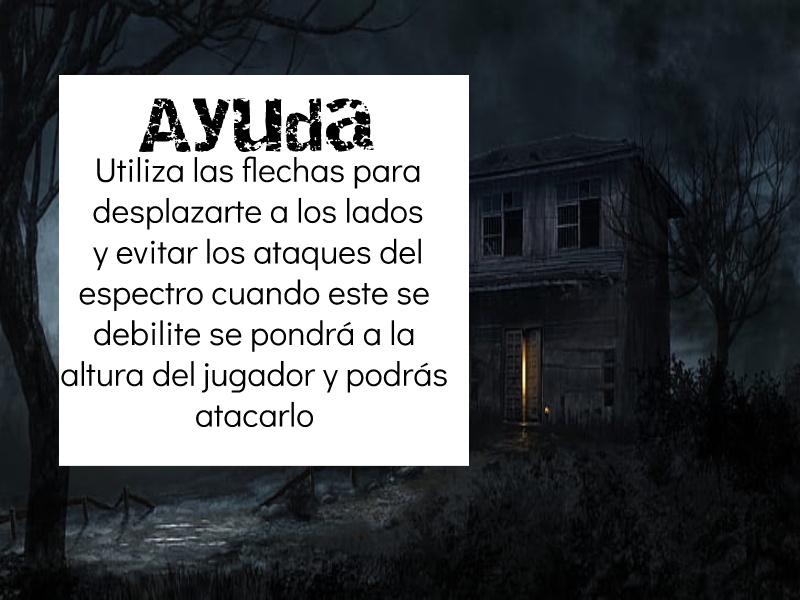 Ayuda
Utiliza las flechas para
desplazarte a los lados
y evitar los ataques del
espectro cuando este se
debilite se pondrá a la
altura del jugador y podrás
atacarlo